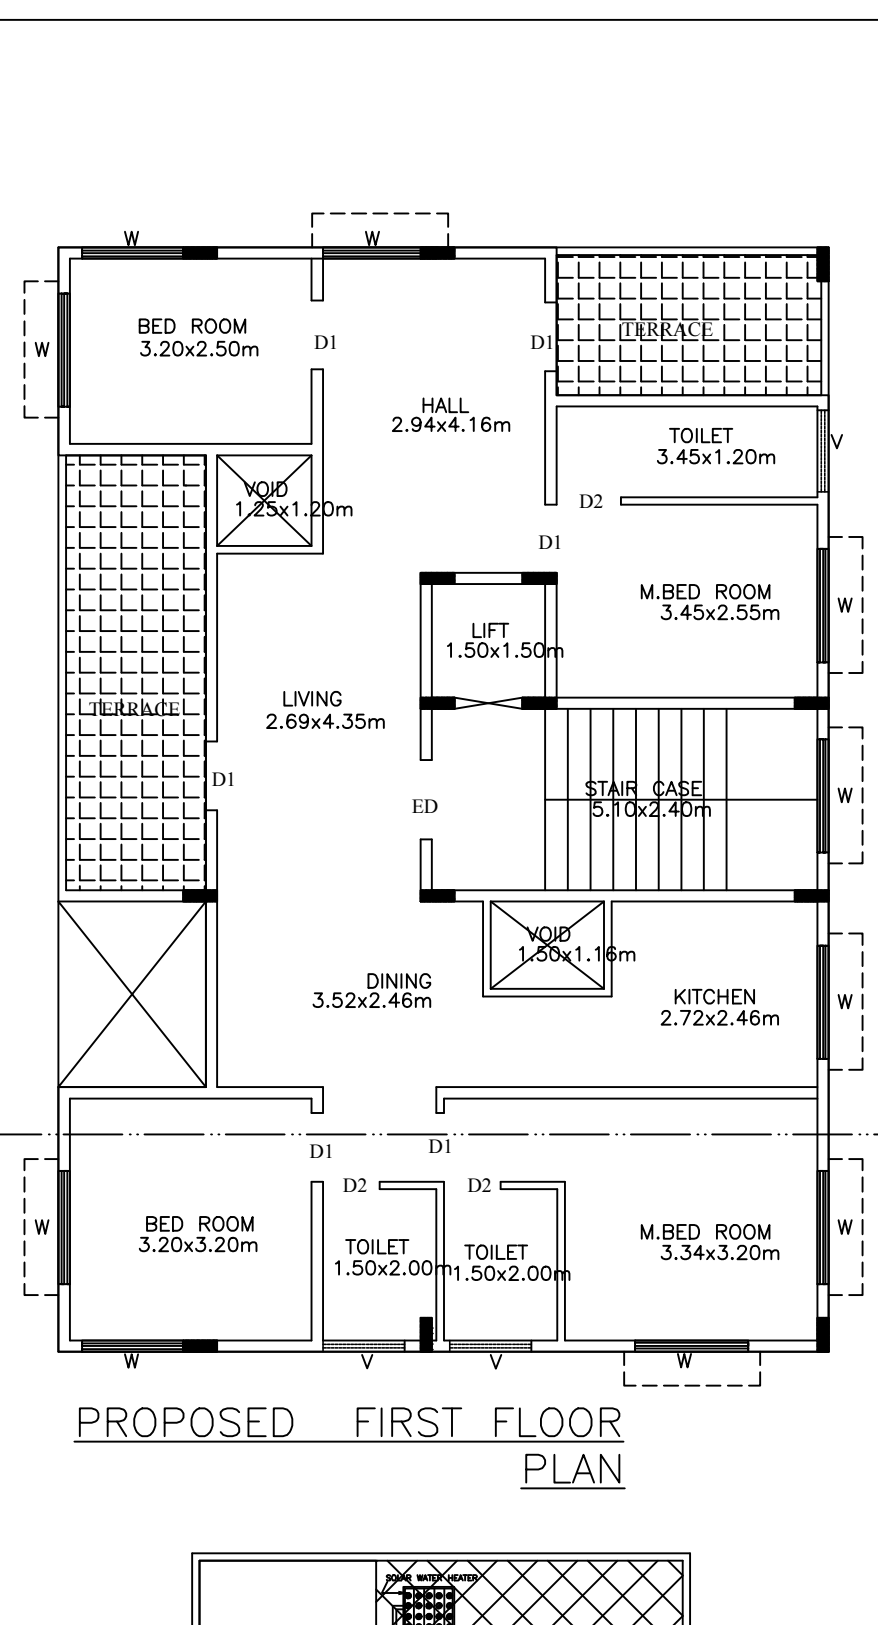 W
W
BED ROOM
3.20x2.50m
W
D1
D1
TERRACE
HALL
2.94x4.16m
TOILET
3.45x1.20m
V
VOID
1.25x1.20m
D2
D1
M.BED ROOM
3.45x2.55m
W
LIFT
1.50x1.50m
TERRACE
LIVING
2.69x4.35m
D1
ED
STAIR CASE
5.10x2.40m
W
VOID
1.50x1.16m
DINING
3.52x2.46m
KITCHEN
2.72x2.46m
W
D1
D1
D2
D2
W
BED ROOM
3.20x3.20m
TOILET
1.50x2.00m
TOILET
1.50x2.00m
M.BED ROOM
3.34x3.20m
W
W
V
V
W
PROPOSED FIRST FLOOR
PLAN
SOLAR WATER HEATER